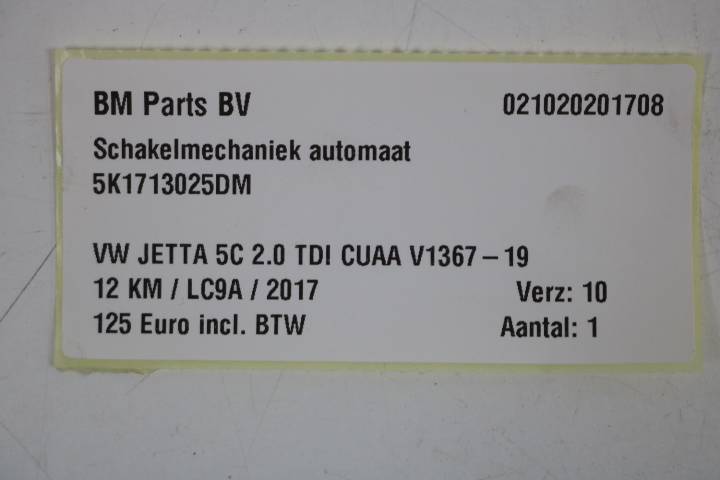 BM Parts BV 021020201708
Schakelmechaniek automaat
5K1713025DM
VW JETTA 5C 2.0 TDI CUAA V1367-19
12 KM / LC9A / 2017 Verz: 10
125 Euro incl. BTW Aantal: 1